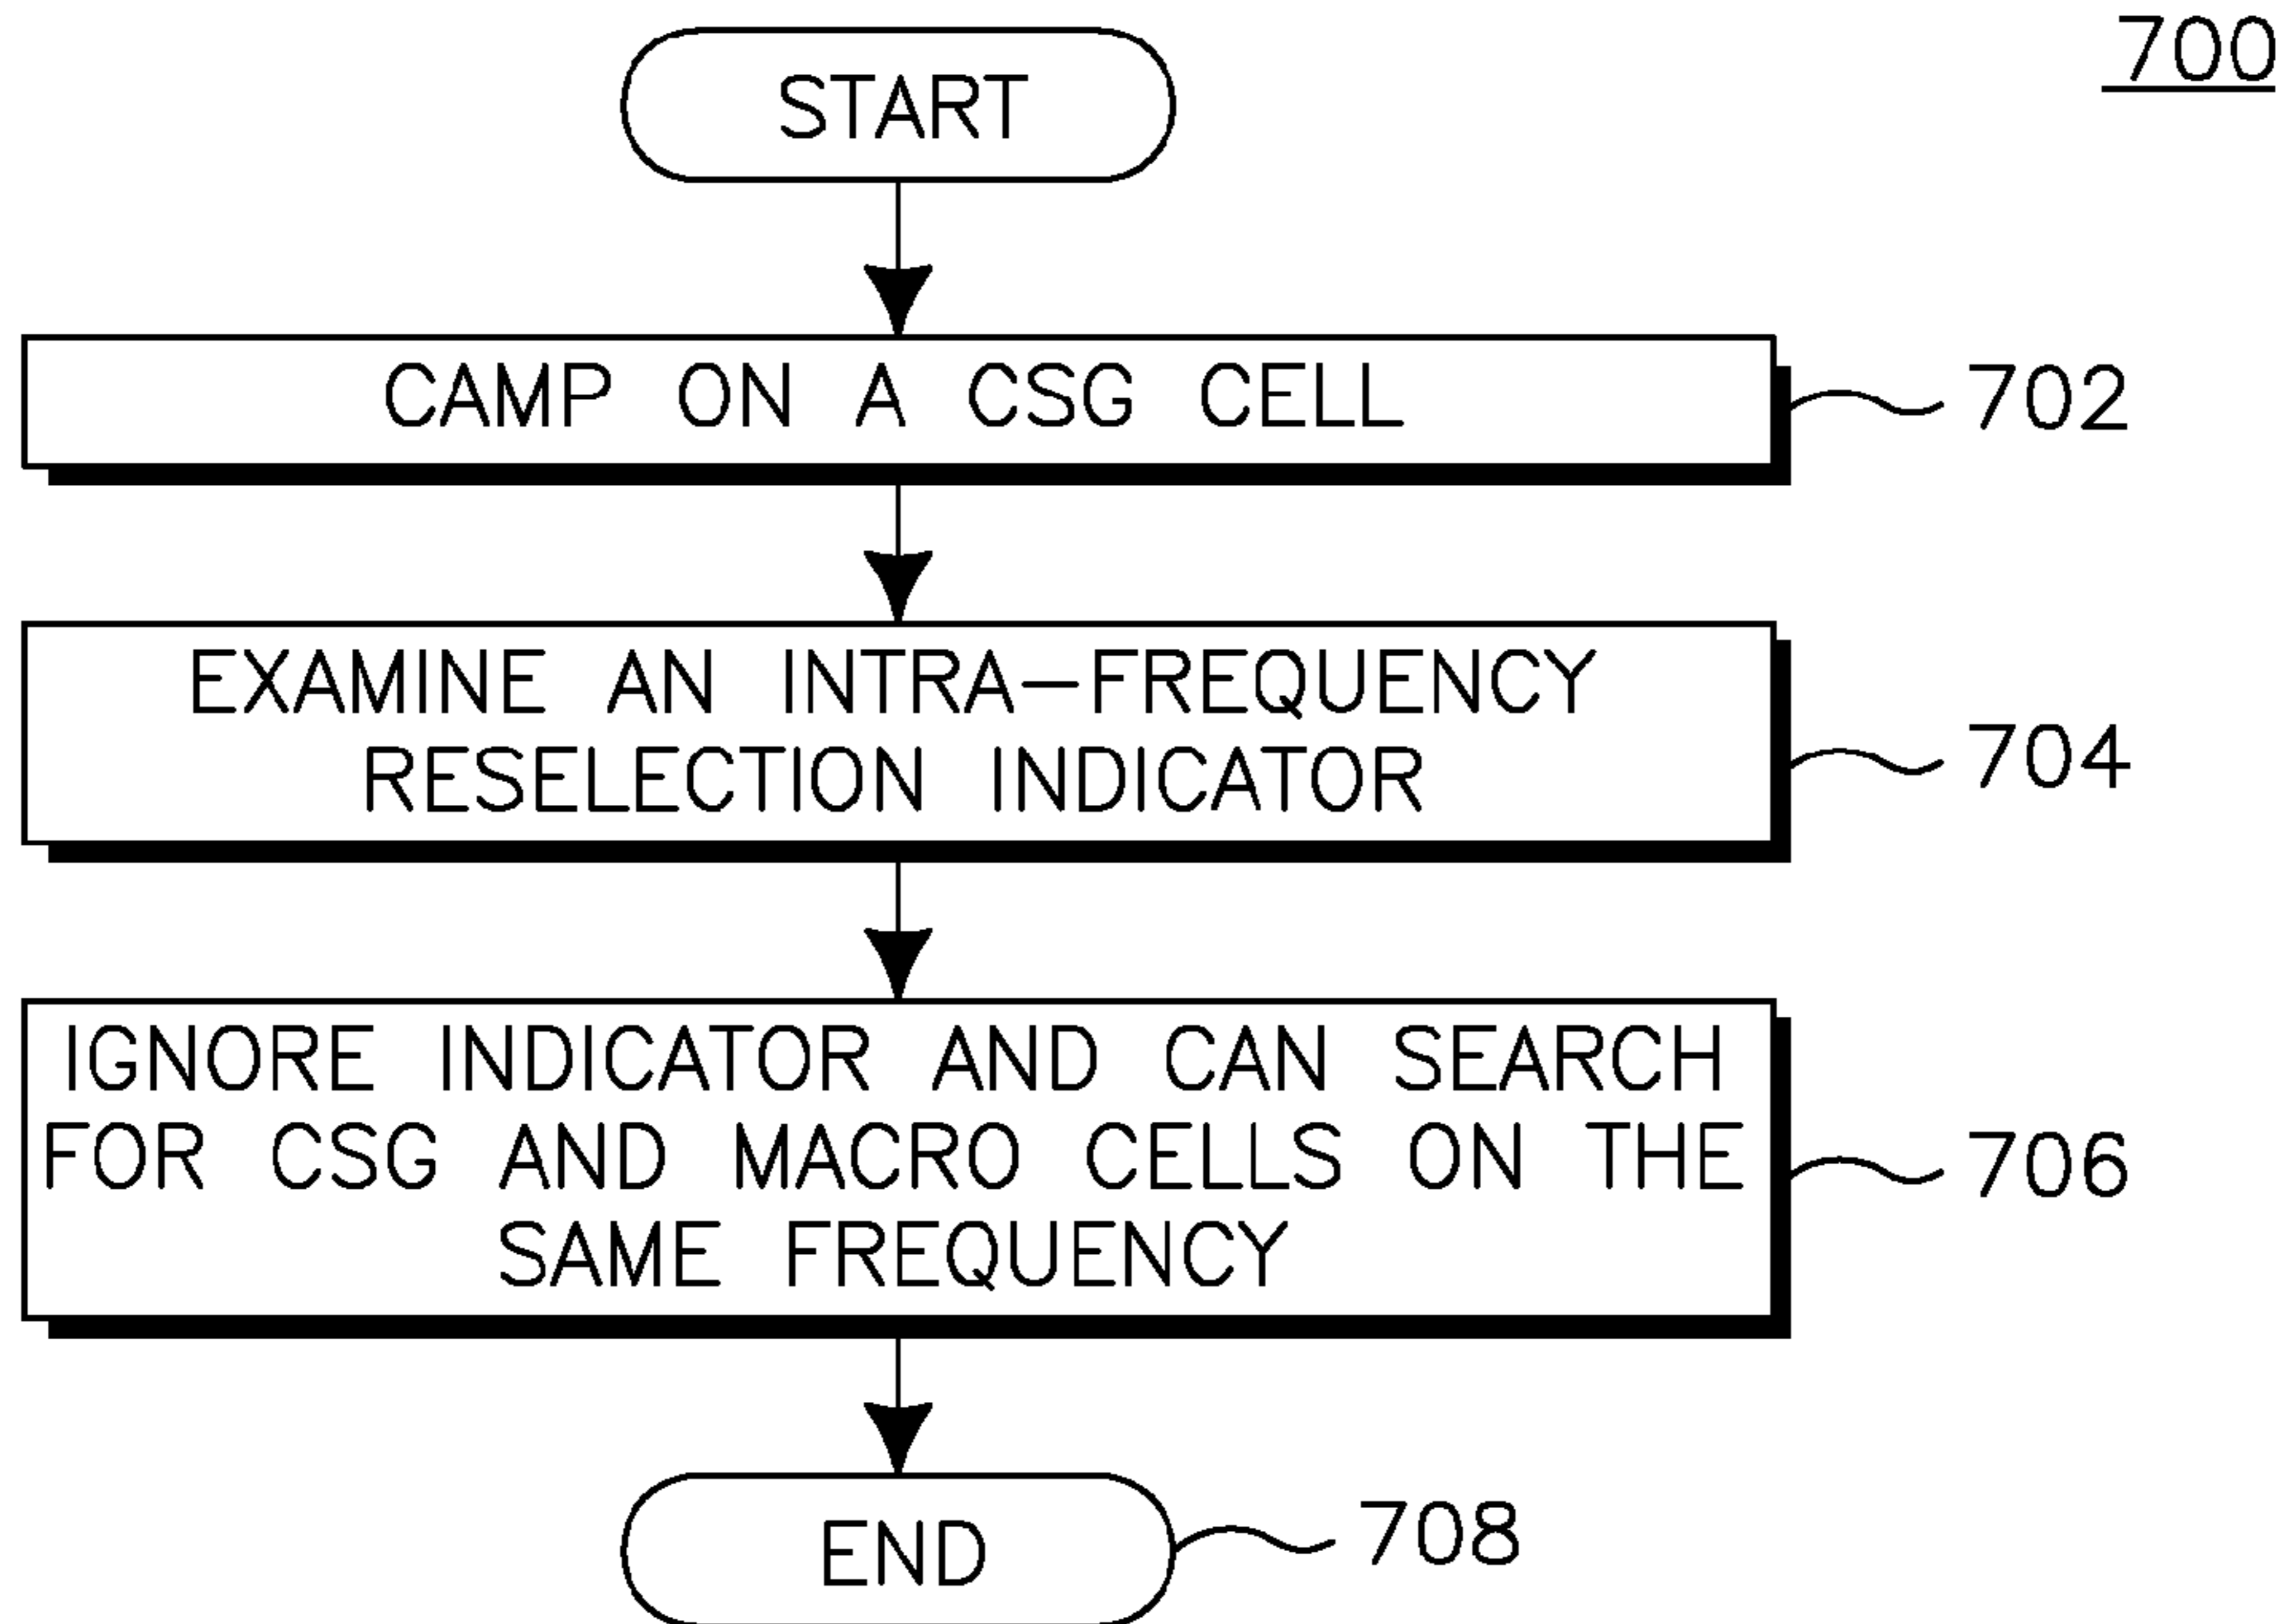 700
START
CAMP ON A CSG CELL
702
EXAMINE AN INTRA-FREQUENCY
RESELECTION INDICATOR
704
IGNORE INDICATOR AND CAN SEARCH
FOR CSG AND MACRO CELLS ON THE
SAME FREQUENCY
706
END
708